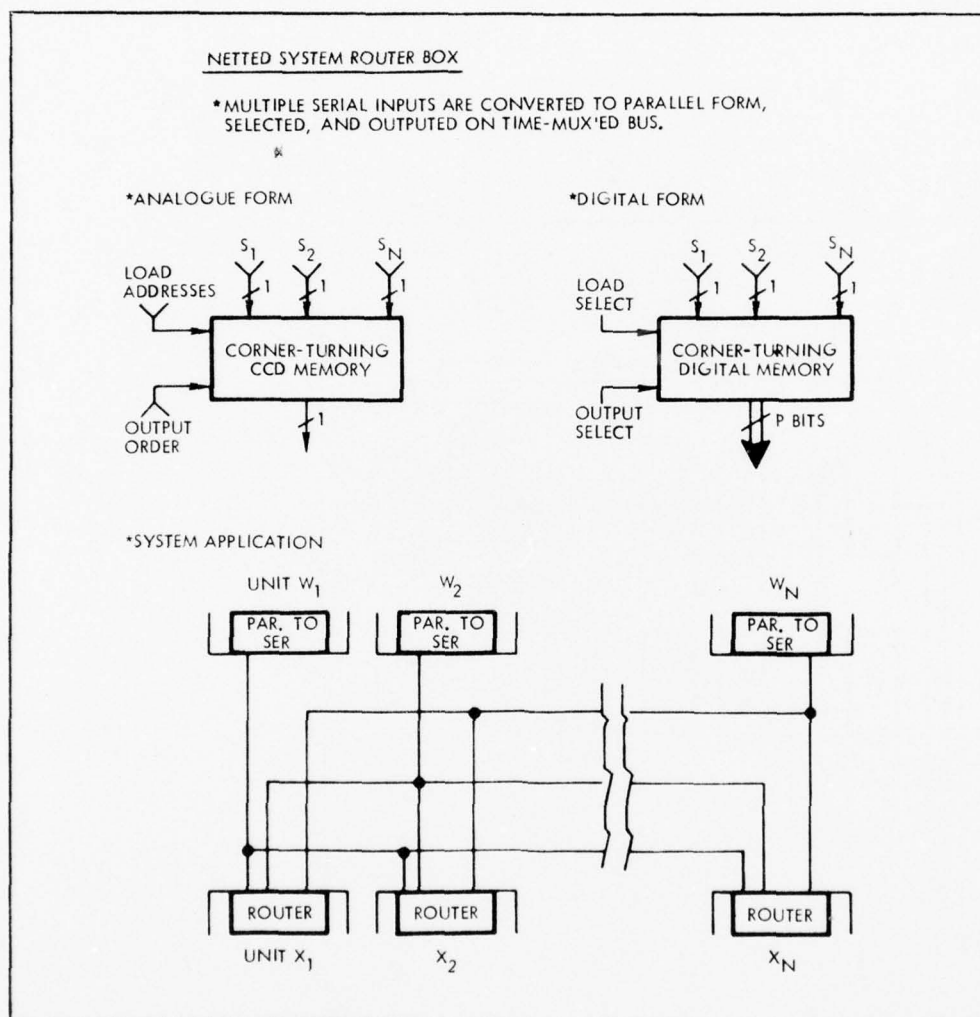 NETTED SYSTEM ROUTER BOX
*MULTIPLE SERIAL INPUTS ARE CONVERTED TO PARALLEL FORM,
SELECTED, AND OUTPUTED ON TIME-MUX'ED BUS.
*ANALOGUE FORM
S1 S2 SN
LOAD
ADDRESSES
1 1 1
CORNER-TURNING
CCD MEMORY
OUTPUT
ORDER
1
*DIGITAL FORM
S1 S2 SN
LOAD
SELECT
1 1 1
CORNER-TURNING
DIGITAL MEMORY
OUTPUT
SELECT
P BITS
*SYSTEM APPLICATION
UNIT W1 W2 WN
PAR. TO
SER
PAR. TO
SER
PAR. TO
SER
ROUTER ROUTER ROUTER
UNIT X1 X2 XN